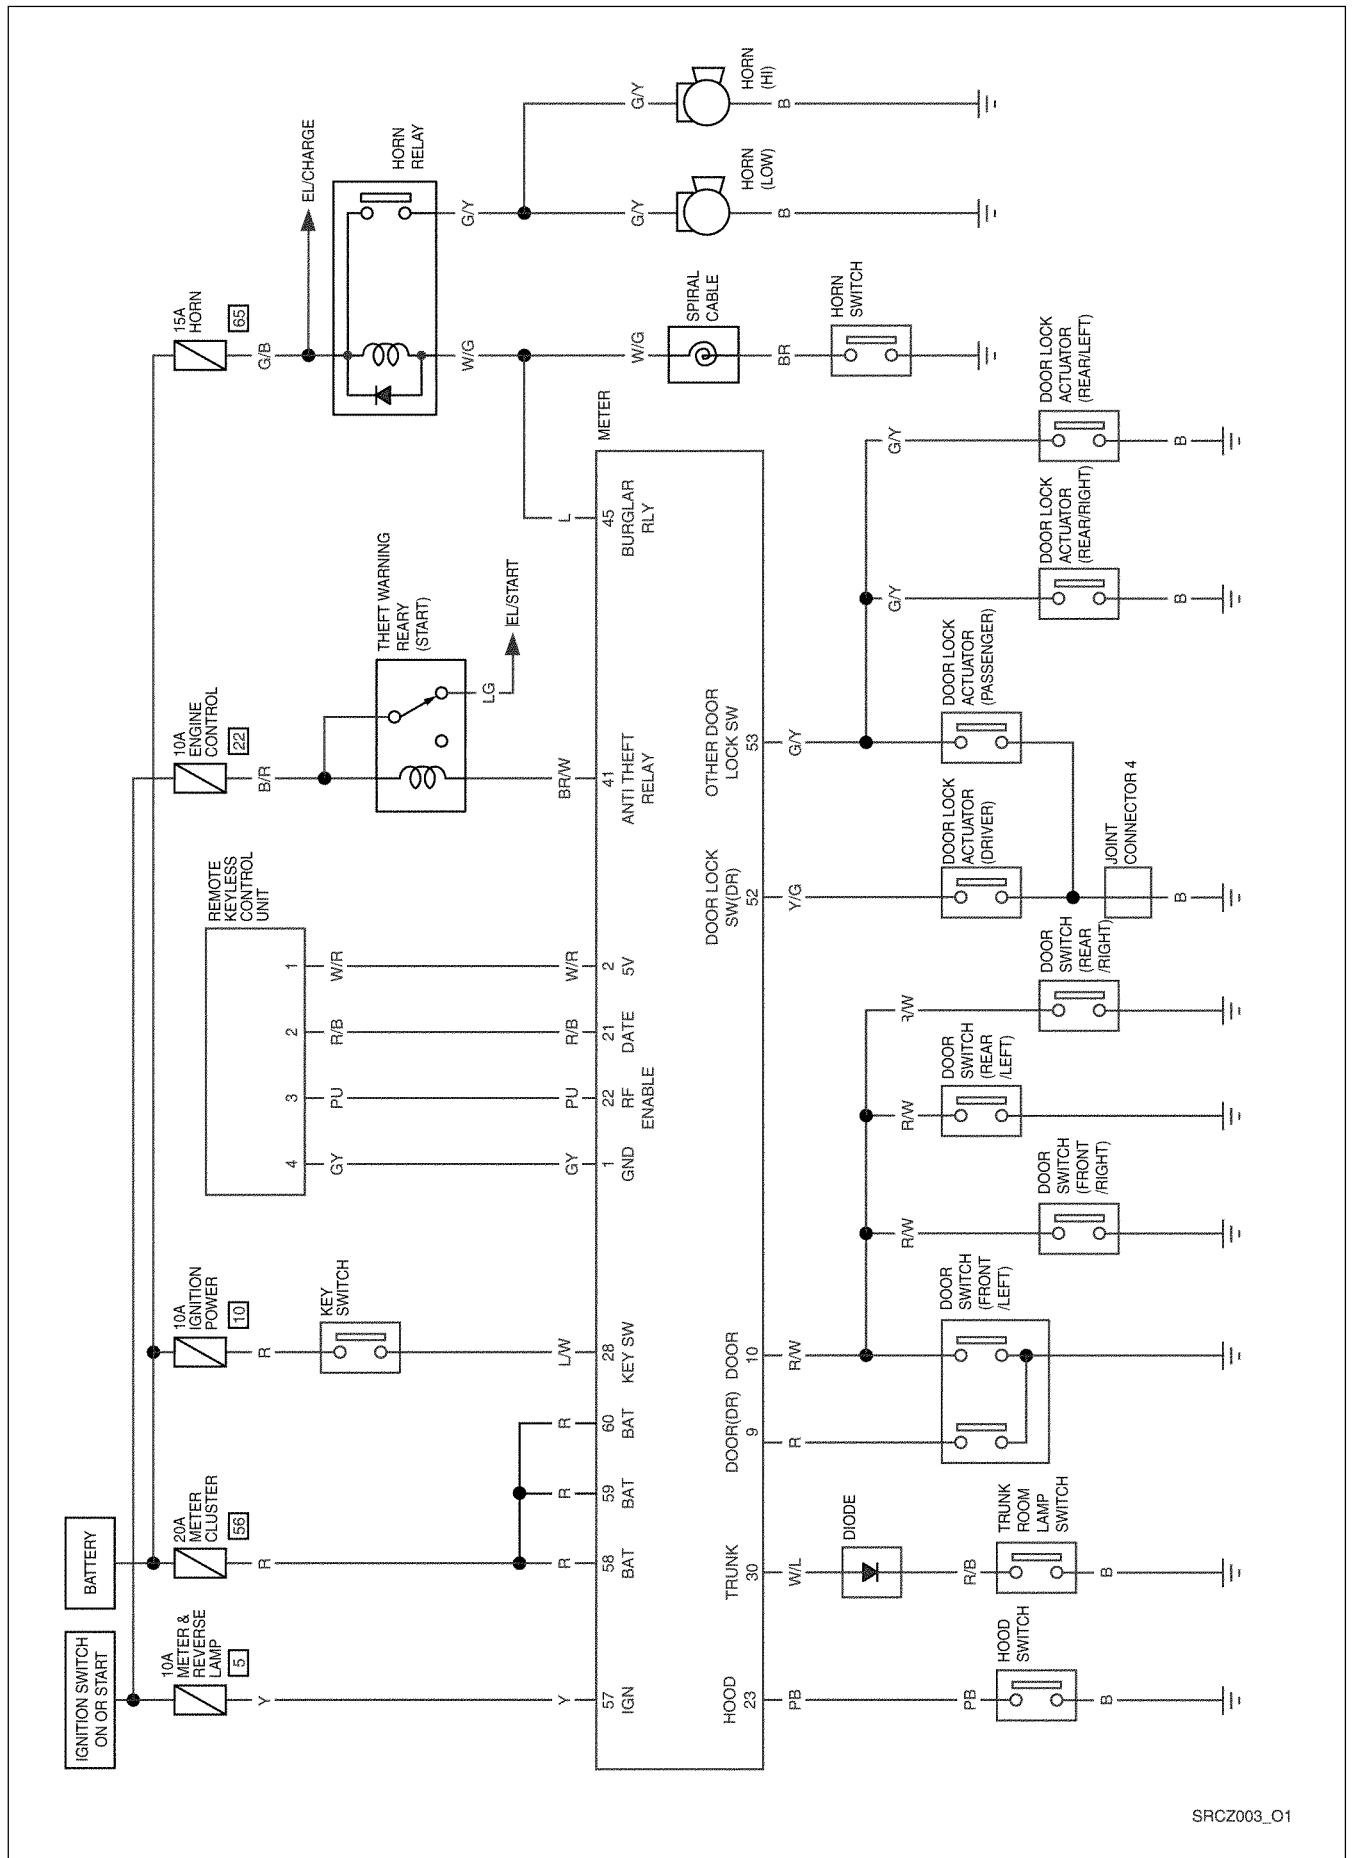 IGNITION SWITCH
ON OR START
BATTERY
10A
METER &
REVERSE
LAMP
5
20A
METER
CLUSTER
56
10A
IGNITION
POWER
10
10A
ENGINE
CONTROL
22
15A
HORN
65
Y
R
R
B/R
G/B
EL/CHARGE
KEY
SWITCH
REMOTE
KEYLESS
CONTROL
UNIT
4
3
2
1
GY
PU
R/B
W/R
THEFT WARNING
REARY
(START)
LG
EL/START
HORN
RELAY
W/G
G/Y
Y
R
R
R
L/W
GY
PU
R/B
W/R
BR/W
L
57
58
59
60
28
1
22
21
2
41
45
IGN
BAT
BAT
BAT
KEY SW
GND
RF
ENABLE
DATE
5V
ANTI THEFT
RELAY
BURGLAR
RLY
METER
W/G
G/Y
G/Y
SPIRAL
CABLE
HORN
(LOW)
HORN
(HI)
BR
B
B
HORN
SWITCH
HOOD
TRUNK
DOOR(DR)
DOOR
DOOR LOCK
SW(DR)
OTHER DOOR
LOCK SW
23
30
9
10
52
53
PB
W/L
R
R/W
Y/G
G/Y
DIODE
R/W
R/W
R/W
G/Y
G/Y
PB
R/B
HOOD
SWITCH
TRUNK
ROOM
LAMP
SWITCH
DOOR
SWITCH
(FRONT
/LEFT)
DOOR
SWITCH
(FRONT
/RIGHT)
DOOR
SWITCH
(REAR
/LEFT)
DOOR
SWITCH
(REAR
/RIGHT)
DOOR LOCK
ACTUATOR
(DRIVER)
DOOR LOCK
ACTUATOR
(PASSENGER)
DOOR LOCK
ACTUATOR
(REAR/RIGHT)
DOOR LOCK
ACTUATOR
(REAR/LEFT)
JOINT
CONNECTOR 4
B
B
B
B
B
SRCZ003_O1